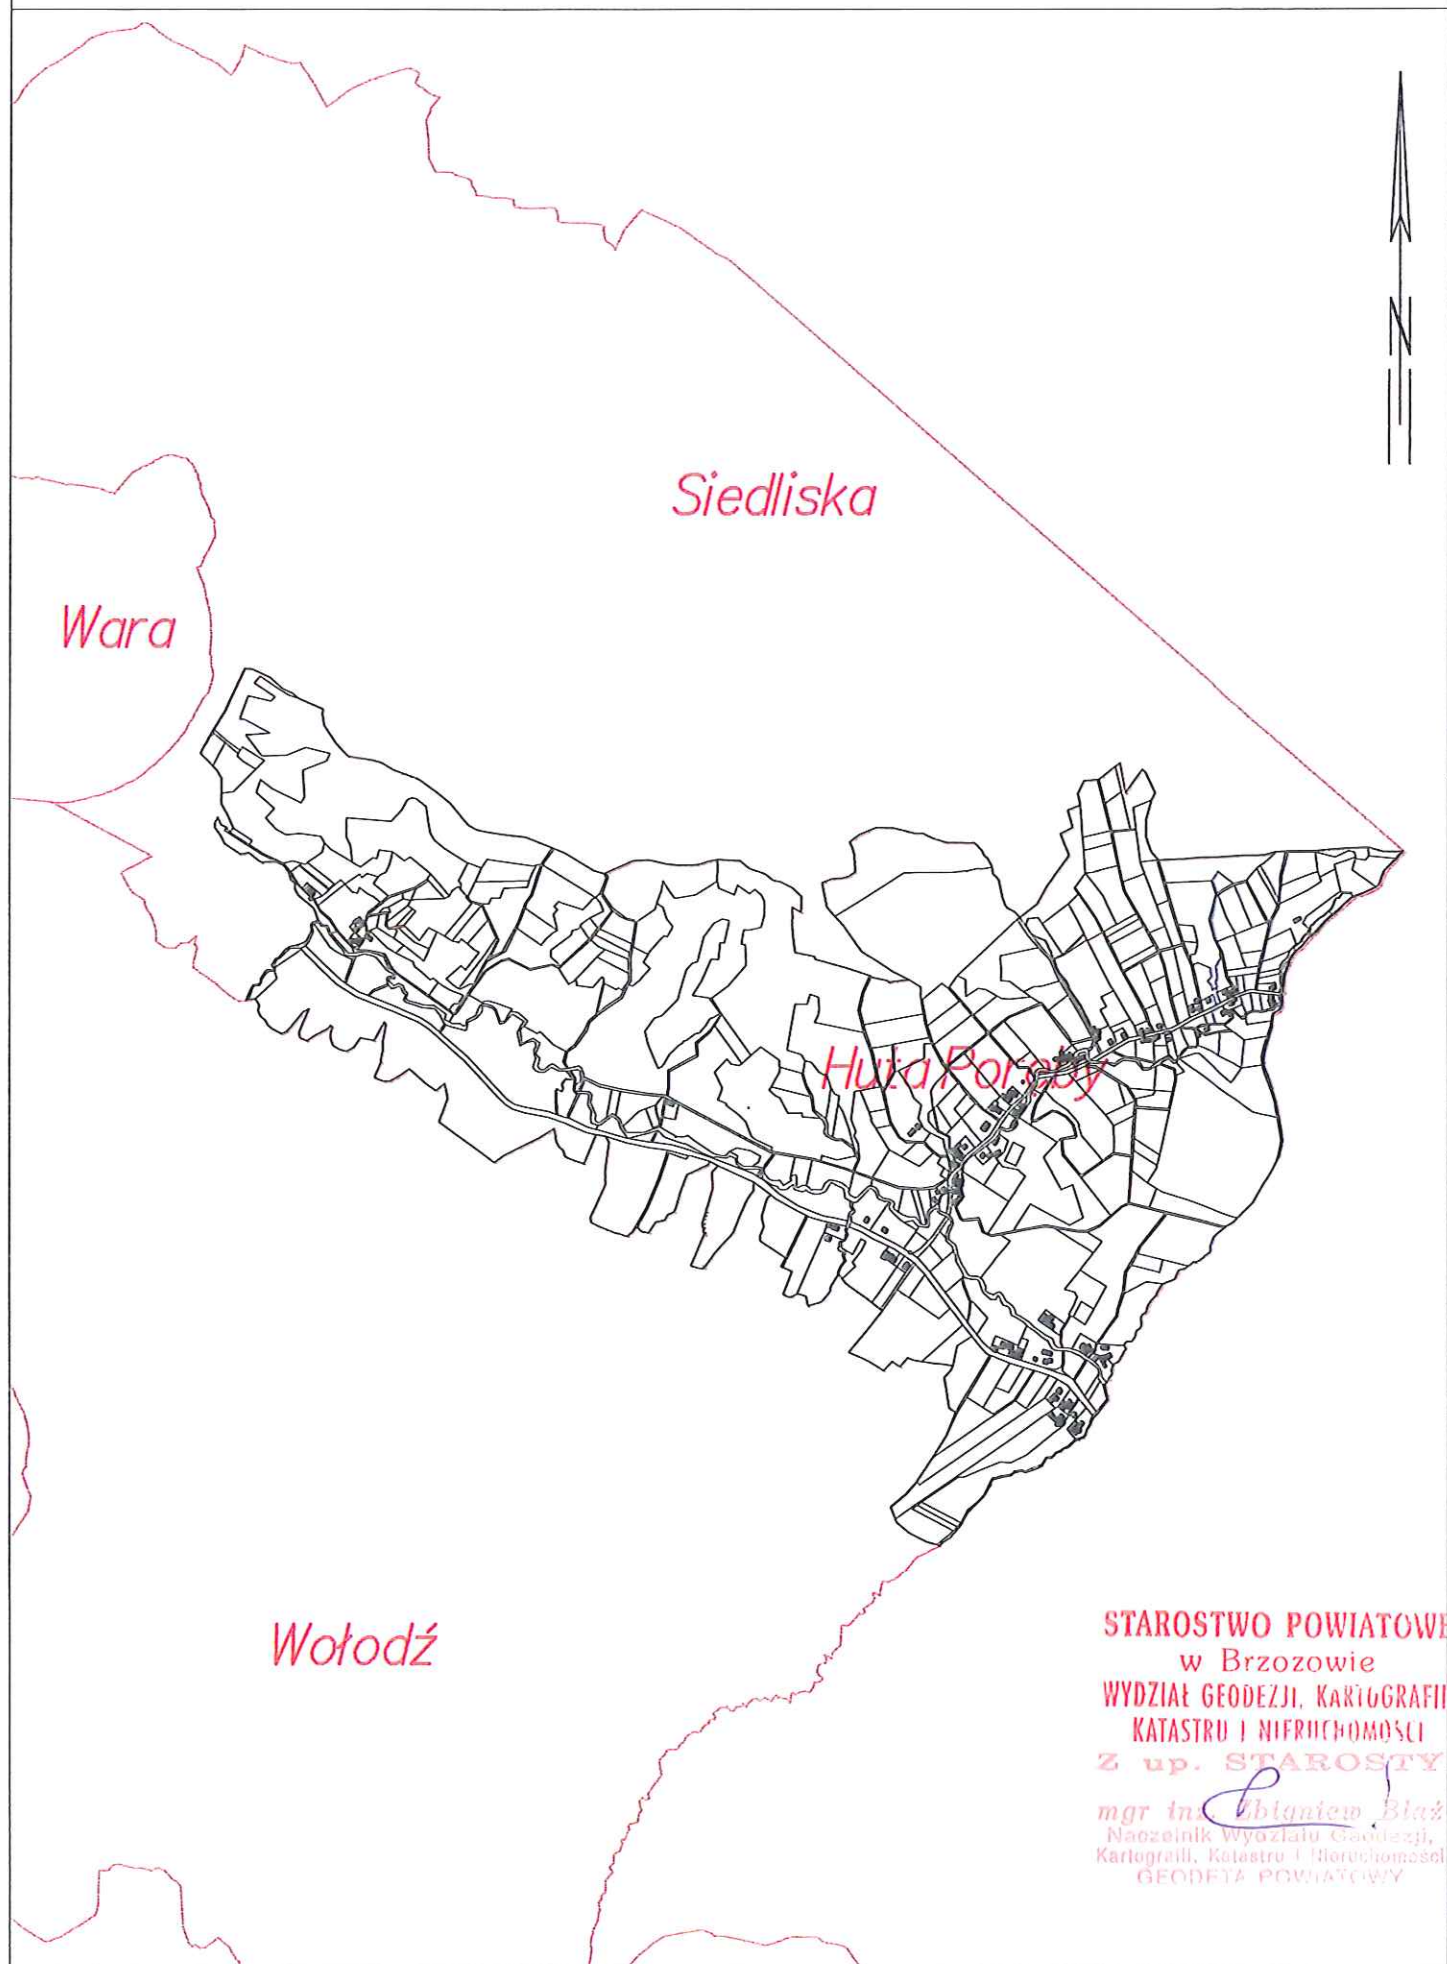 N
Siedliska
Wara
Huta Poręby
Wołodź
STAROSTWO POWIATOWE
w Brzozowie
WYDZIAŁ GEODEZJI, KARTOGRAFII
KATASTRU I NIERUCHOMOŚCI
Z up. STAROSTY
mgr inż. Zbigniew Błaż
Naczelnik Wydziału Geodezji,
Kartografii, Katastru i Nieruchomości
GEODETA POWIATOWY